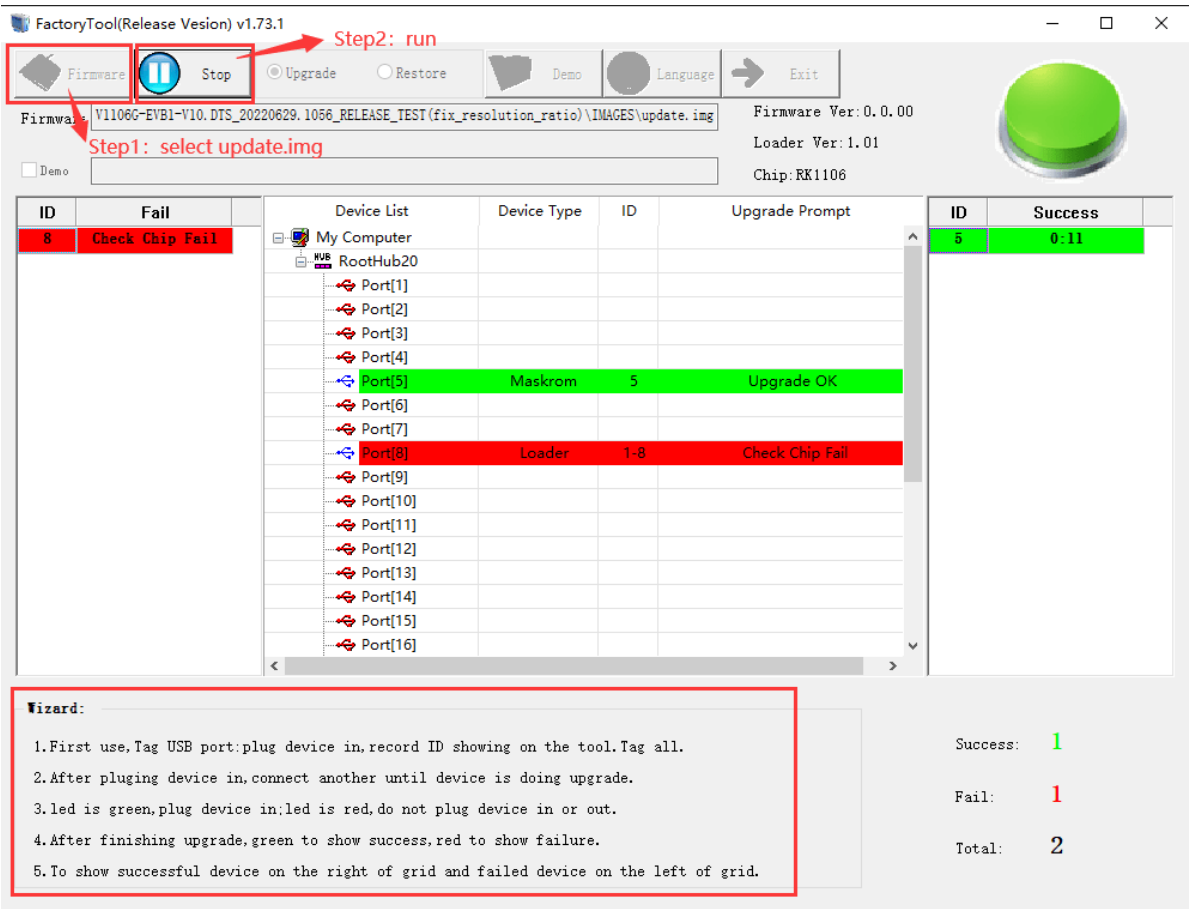 FactoryTool(Release Vesion) v1.73.1
Step2：run
Firmware
Stop
Upgrade
Restore
Demo
Language
Exit
Firmware V1106G-EVB1-V10.DTS_20220629.1056_RELEASE_TEST(fix_resolution_ratio)\IMAGES\update.img
Firmware Ver:0.0.00
Step1：select update.img
Loader Ver:1.01
Demo
Chip:RK1106
ID Fail
8 Check Chip Fail
Device List Device Type ID Upgrade Prompt
My Computer
HUB RootHub20
Port[1]
Port[2]
Port[3]
Port[4]
Port[5] Maskrom 5 Upgrade OK
Port[6]
Port[7]
Port[8] Loader 1-8 Check Chip Fail
Port[9]
Port[10]
Port[11]
Port[12]
Port[13]
Port[14]
Port[15]
Port[16]
ID Success
5 0:11
Wizard:
1.First use,Tag USB port:plug device in,record ID showing on the tool.Tag all.
2.After pluging device in,connect another until device is doing upgrade.
3.led is green,plug device in;led is red,do not plug device in or out.
4.After finishing upgrade,green to show success,red to show failure.
5.To show successful device on the right of grid and failed device on the left of grid.
Success: 1
Fail: 1
Total: 2